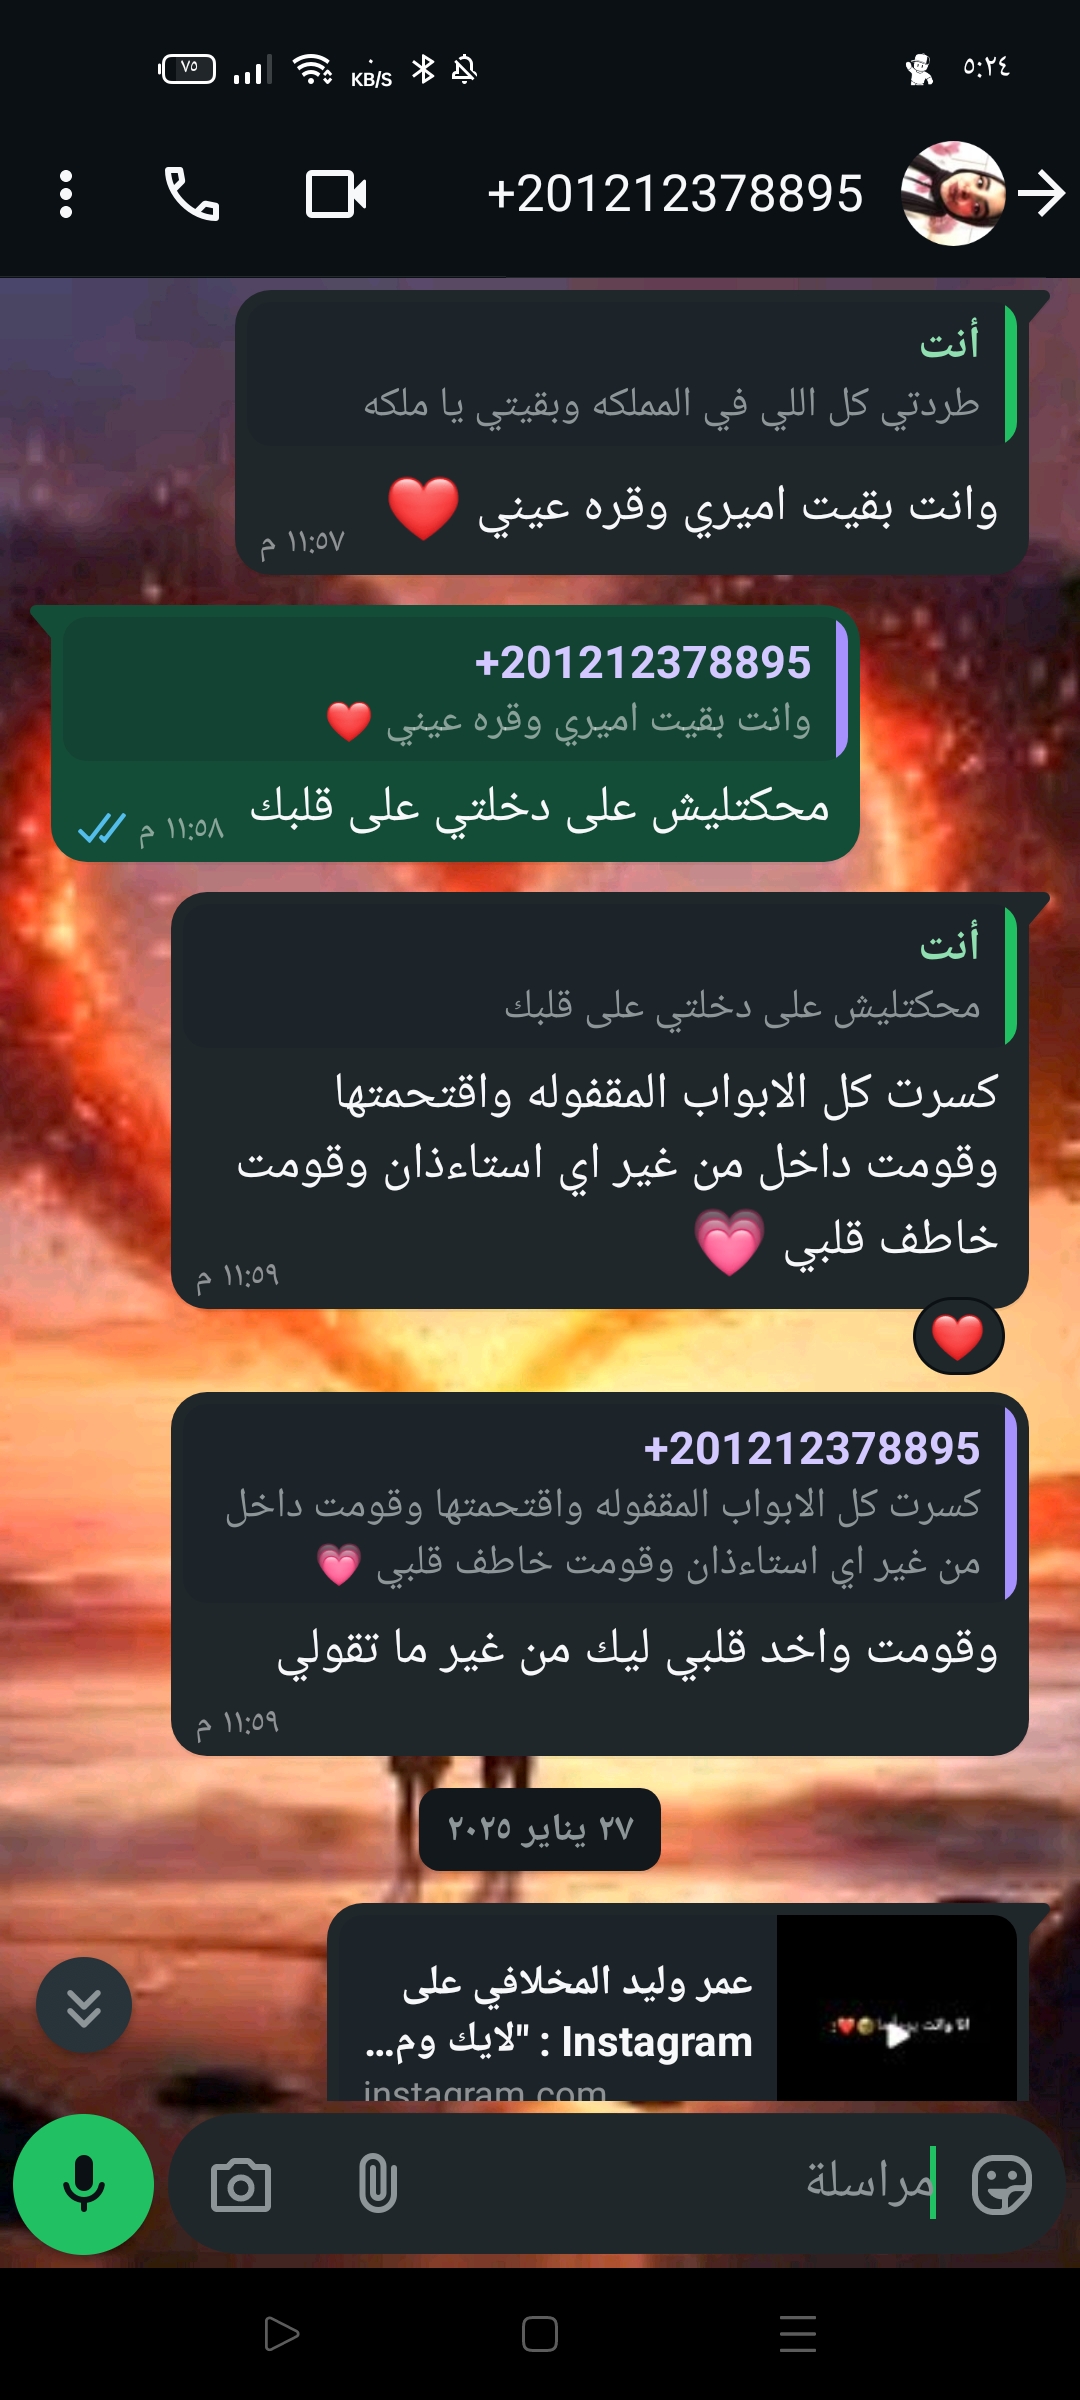 ٧٥
KB/S
٥:٢٤
+201212378895
أنت
طردتي كل اللي في المملكه وبقيتي يا ملكه
وانت بقيت اميري وقره عيني ❤️
١١:٥٧ م
+201212378895
وانت بقيت اميري وقره عيني ❤️
محكتليش على دخلتي على قلبك
١١:٥٨ م
أنت
محكتليش على دخلتي على قلبك
كسرت كل الابواب المقفوله واقتحمتها
وقومت داخل من غير اي استاءذان وقومت
خاطف قلبي 💗
١١:٥٩ م
❤️
+201212378895
كسرت كل الابواب المقفوله واقتحمتها وقومت داخل
من غير اي استاءذان وقومت خاطف قلبي 💗
وقومت واخد قلبي ليك من غير ما تقولي
١١:٥٩ م
٢٧ يناير ٢٠٢٥
عمر وليد المخلافي على
Instagram : "لايك وم...
instagram.com
انا وانت
مراسلة